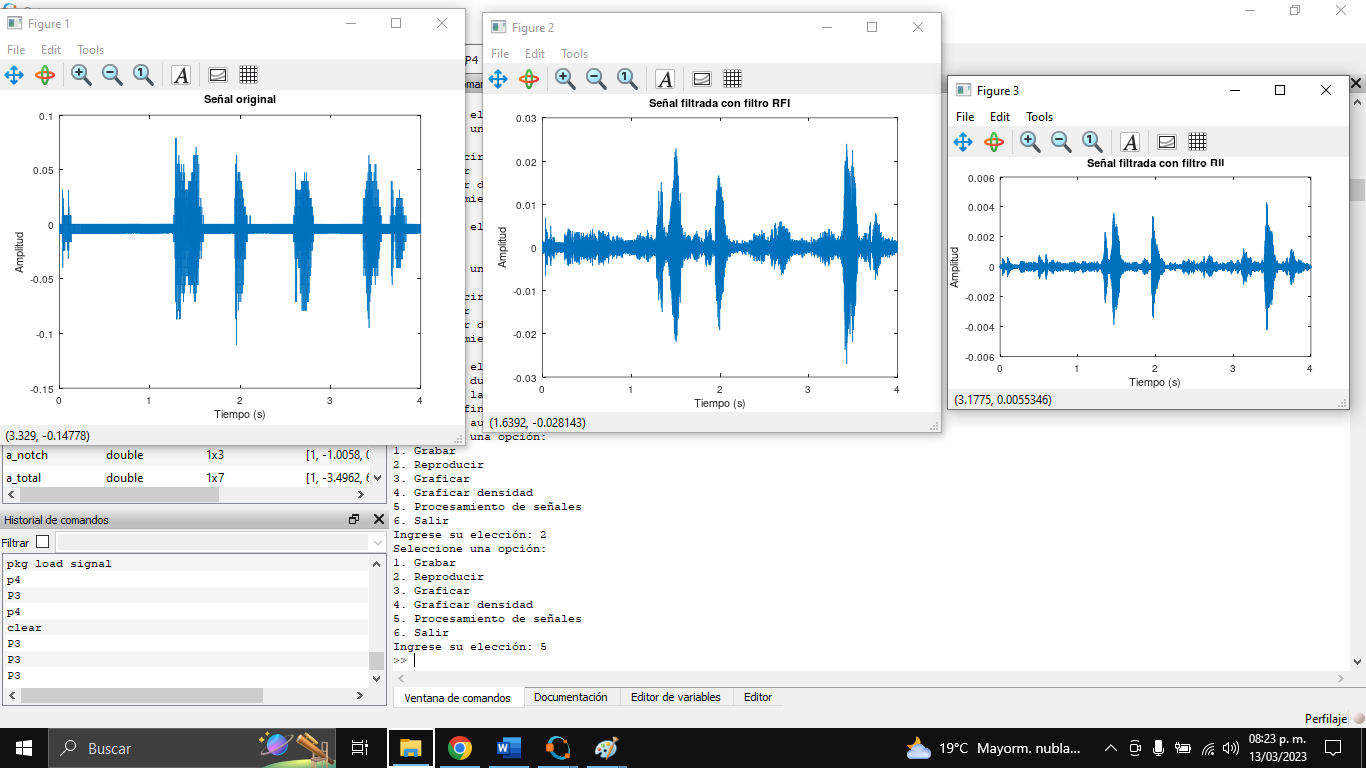 Figure 1
File Edit Tools
Señal original
0.1
0.05
0
-0.05
-0.1
-0.15
Amplitud
0 1 2 3 4
Tiempo (s)
(3.329, -0.14778)
Figure 2
File Edit Tools
Señal filtrada con filtro RFI
0.03
0.02
0.01
0
-0.01
-0.02
-0.03
Amplitud
0 1 2 3 4
Tiempo (s)
(1.6392, -0.028143)
Figure 3
File Edit Tools
Señal filtrada con filtro RII
0.006
0.004
0.002
0
-0.002
-0.004
-0.006
Amplitud
0 1 2 3 4
Tiempo (s)
(3.1775, 0.0055346)
a_notch double 1x3 [1, -1.0058, 0
a_total double 1x7 [1, -3.4962, 6
Historial de comandos
Filtrar
pkg load signal
p4
P3
p4
clear
P3
P3
P3
una opción:
1. Grabar
2. Reproducir
3. Graficar
4. Graficar densidad
5. Procesamiento de señales
6. Salir
Ingrese su elección: 2
Seleccione una opción:
1. Grabar
2. Reproducir
3. Graficar
4. Graficar densidad
5. Procesamiento de señales
6. Salir
Ingrese su elección: 5
>>
Ventana de comandos Documentación Editor de variables Editor
Perfilaje
Buscar
19°C Mayorm. nubla...
08:23 p. m.
13/03/2023